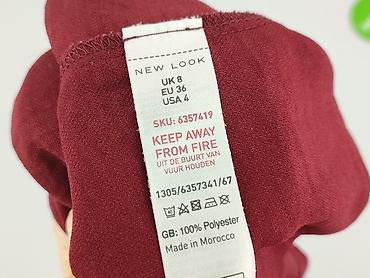 NEW LOOK
UK 8
EU 36
USA 4
SKU: 6357419
KEEP AWAY
FROM FIRE
UIT DE BUURT VAN
VUUR HOUDEN
1305/6357341/67
GB: 100% Polyester
Made in Morocco